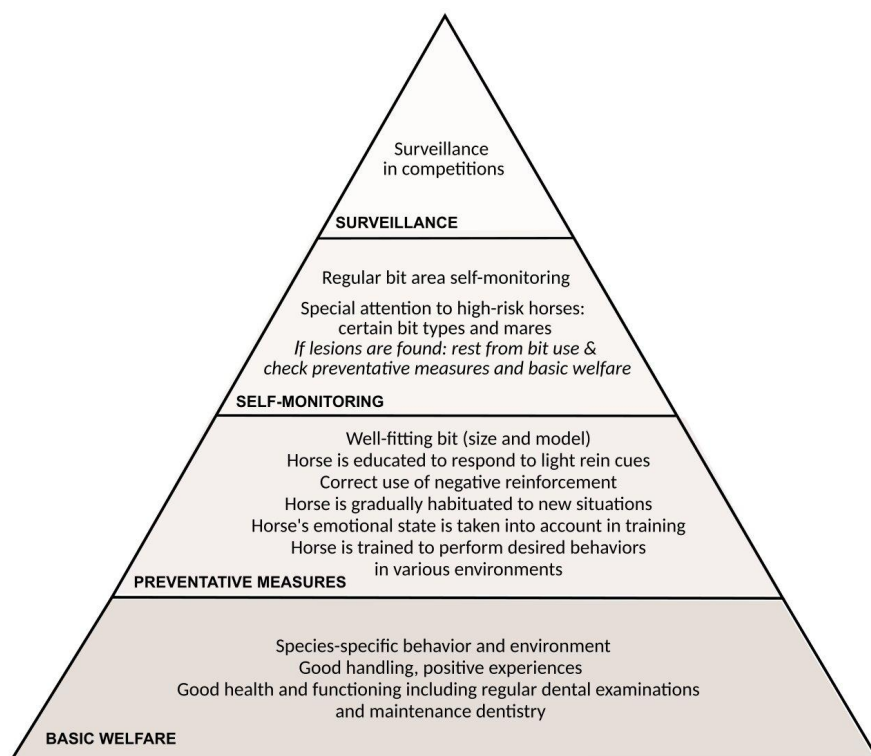 Surveillance
in competitions
SURVEILLANCE
Regular bit area self-monitoring
Special attention to high-risk horses:
certain bit types and mares
If lesions are found: rest from bit use &
check preventative measures and basic welfare
SELF-MONITORING
Well-fitting bit (size and model)
Horse is educated to respond to light rein cues
Correct use of negative reinforcement
Horse is gradually habituated to new situations
Horse's emotional state is taken into account in training
Horse is trained to perform desired behaviors
in various environments
PREVENTATIVE MEASURES
Species-specific behavior and environment
Good handling, positive experiences
Good health and functioning including regular dental examinations
and maintenance dentistry
BASIC WELFARE